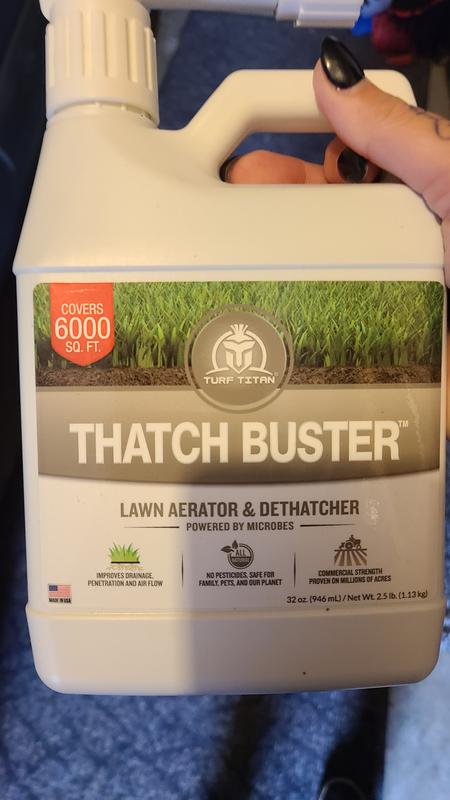 COVERS
6000
SQ. FT.
TURF TITAN
THATCH BUSTER™
LAWN AERATOR & DETHATCHER
POWERED BY MICROBES
IMPROVES DRAINAGE,
PENETRATION AND AIR FLOW
ALL
NATURAL
NO PESTICIDES, SAFE FOR
FAMILY, PETS, AND OUR PLANET
COMMERCIAL STRENGTH
PROVEN ON MILLIONS OF ACRES
MADE IN USA
32 oz. (946 mL) / Net Wt. 2.5 lb. (1.13 kg)